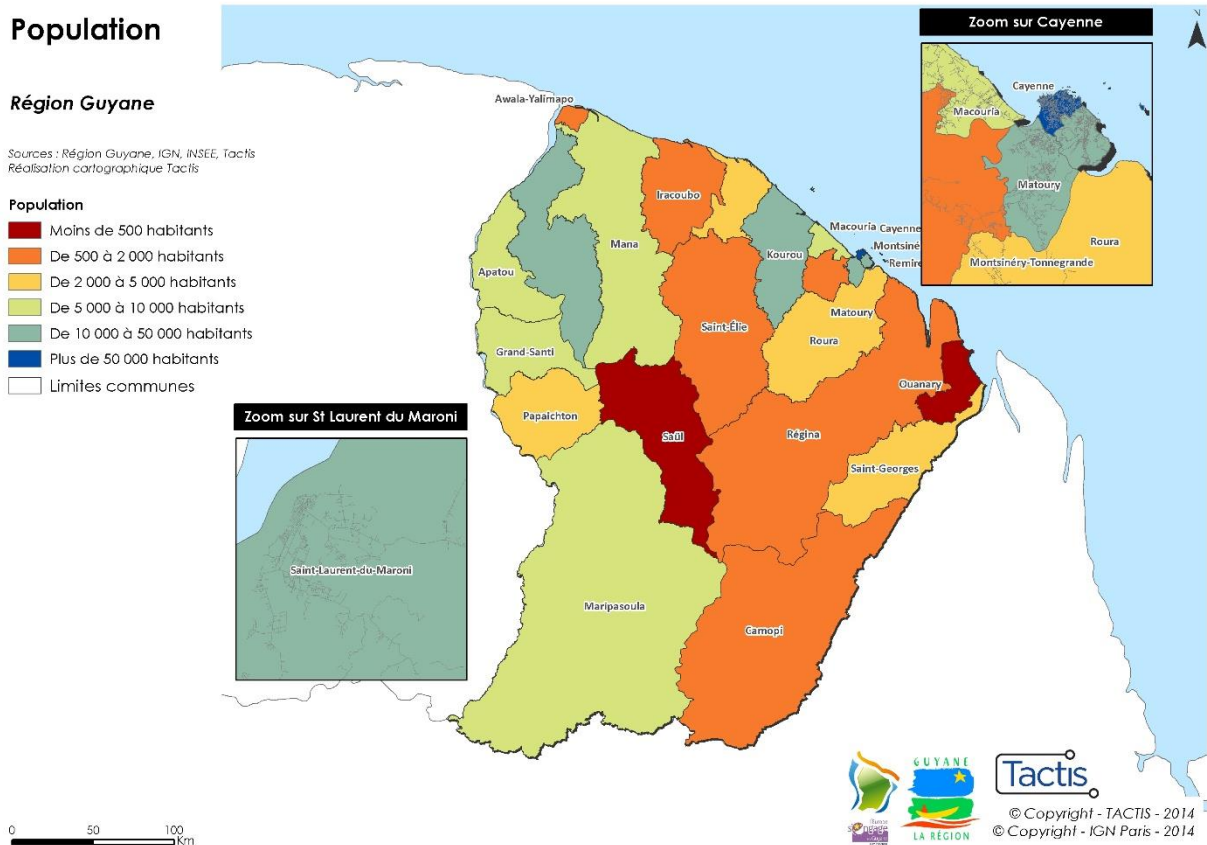 Population
Région Guyane
Sources : Région Guyane, IGN, INSEE, Tactis
Réalisation cartographique Tactis
Population
Moins de 500 habitants
De 500 à 2 000 habitants
De 2 000 à 5 000 habitants
De 5 000 à 10 000 habitants
De 10 000 à 50 000 habitants
Plus de 50 000 habitants
Limites communes
Zoom sur St Laurent du Maroni
Saint-Laurent-du-Maroni
Zoom sur Cayenne
N
Cayenne
Macouria
Matoury
Roura
Montsinéry-Tonnegrande
Awala-Yalimapo
Iracoubo
Mana
Macouria
Cayenne
Kourou
Montsiné
Remire
Apatou
Matoury
Saint-Élie
Roura
Grand-Santi
Ouanary
Papaichton
Saül
Régina
Saint-Georges
Maripasoula
Camopi
GUYANE
LA RÉGION
Tactis
© Copyright - TACTIS - 2014
© Copyright - IGN Paris - 2014
0 50 100
Km